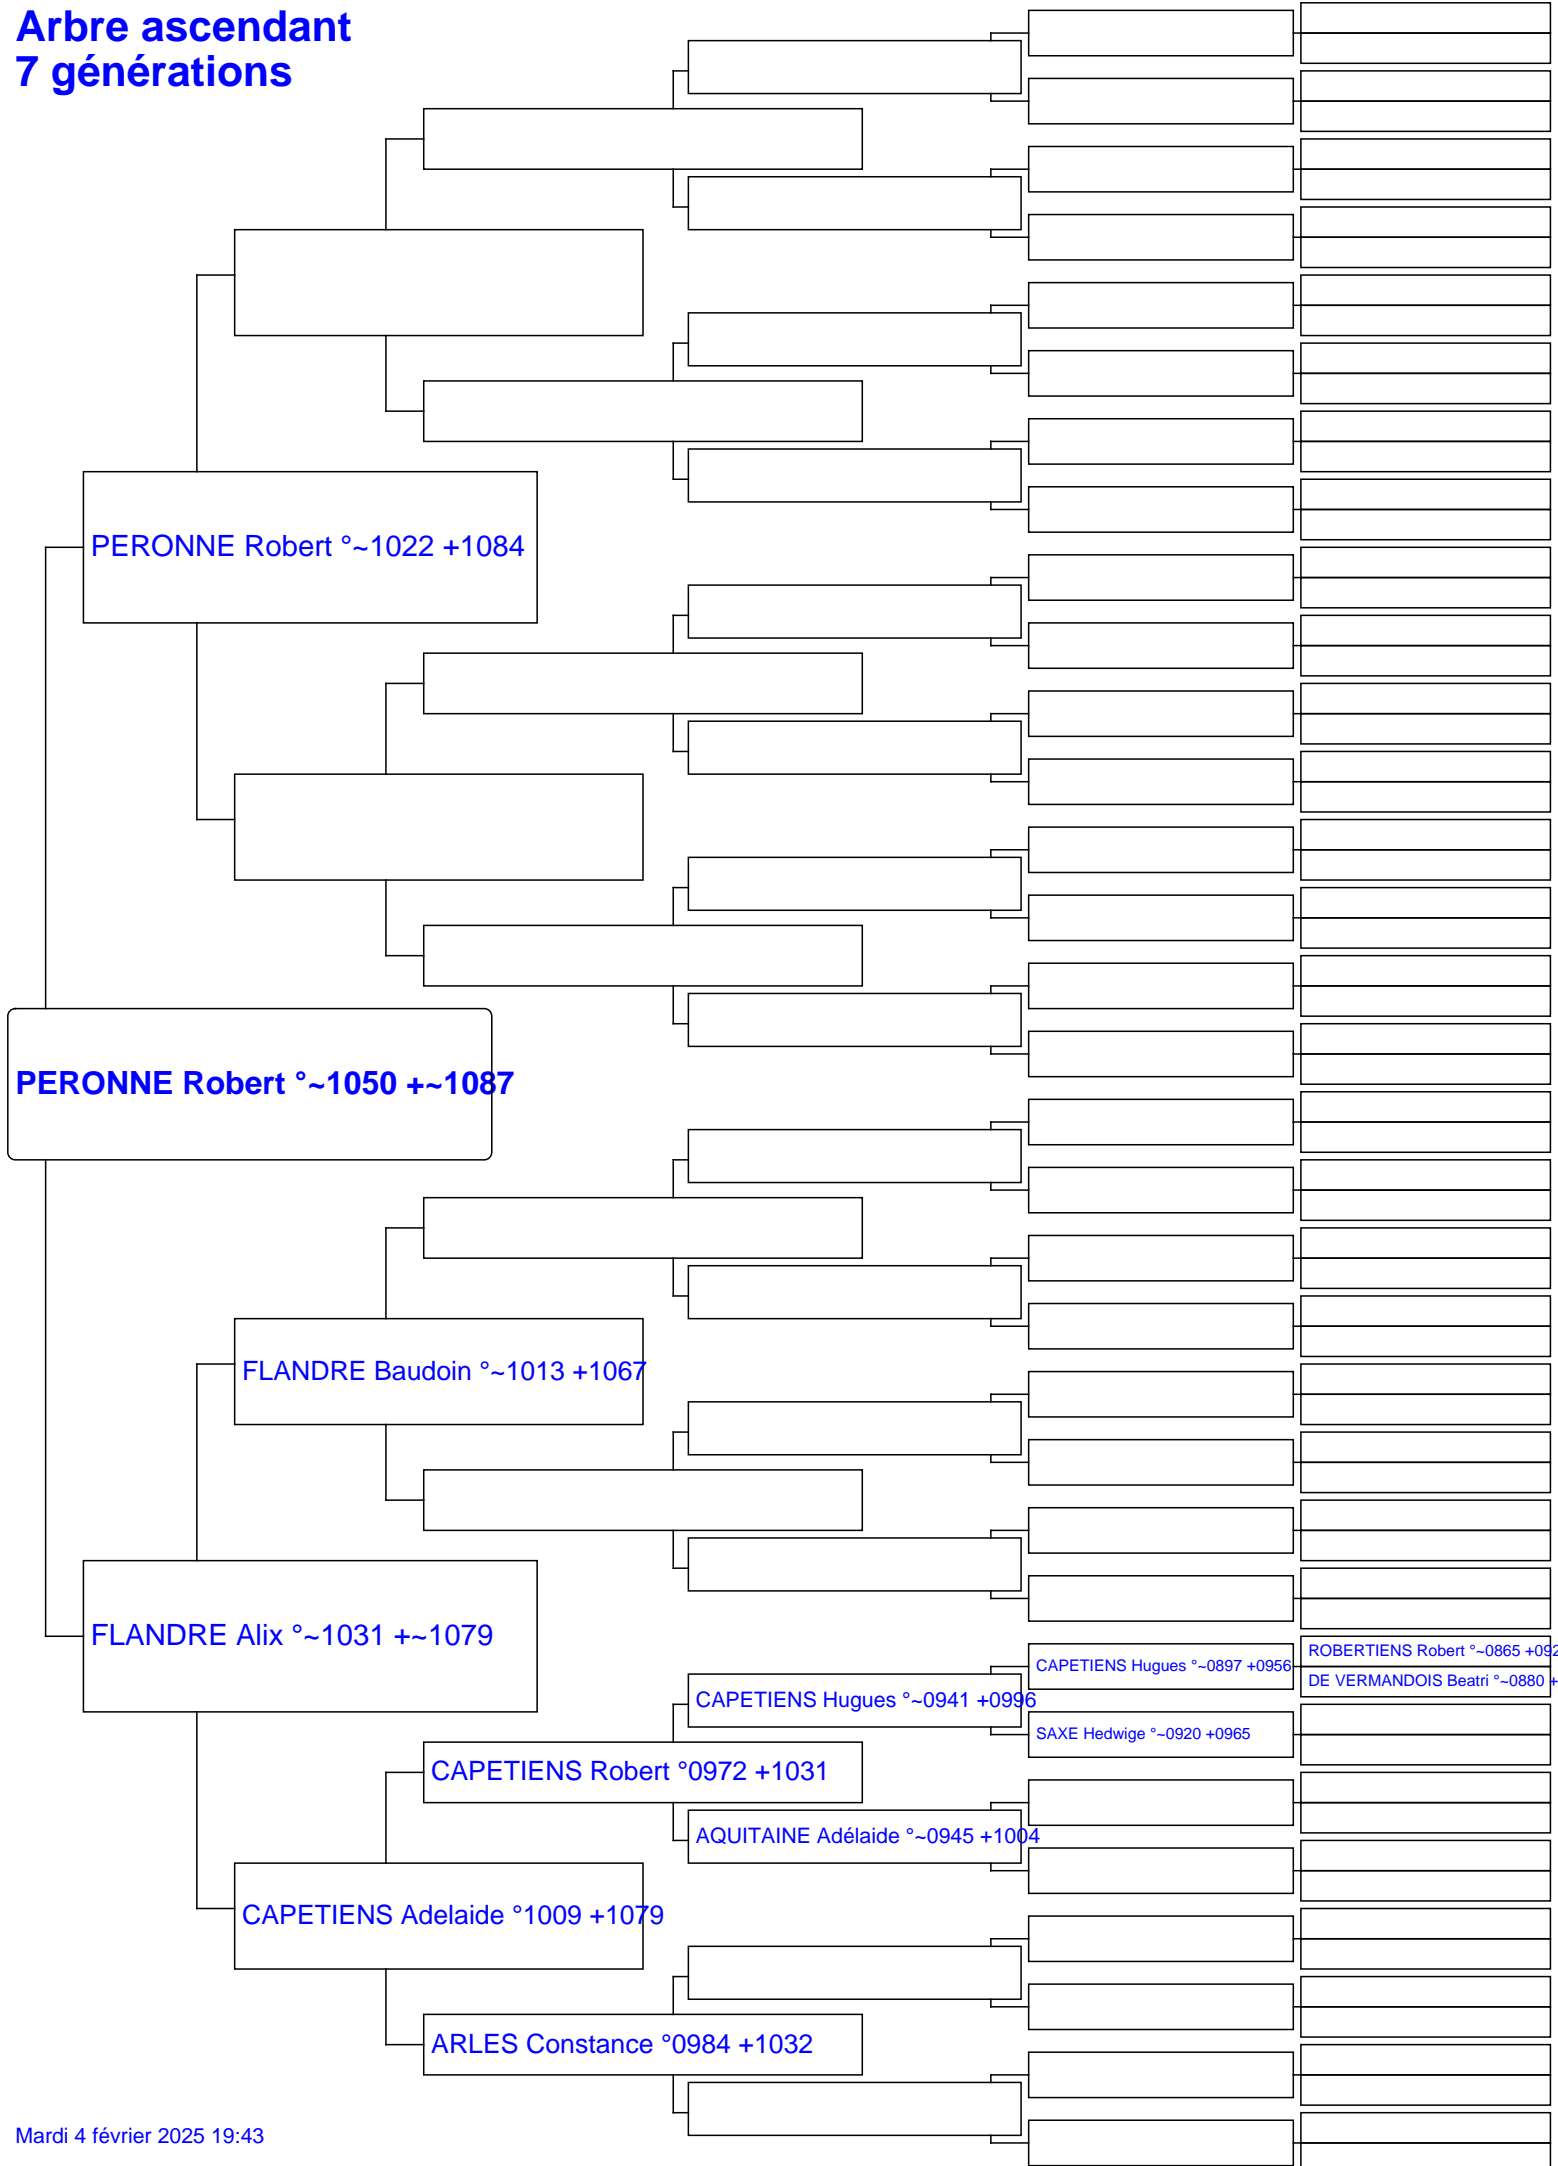 Arbre ascendant
7 générations
PERONNE Robert °~1022 +1084
PERONNE Robert °~1050 +~1087
FLANDRE Baudoin °~1013 +1067
FLANDRE Alix °~1031 +~1079
ROBERTIENS Robert °~0865 +092
CAPETIENS Hugues °~0897 +0956
DE VERMANDOIS Beatri °~0880 +
CAPETIENS Hugues °~0941 +0996
SAXE Hedwige °~0920 +0965
CAPETIENS Robert °0972 +1031
AQUITAINE Adélaide °~0945 +1004
CAPETIENS Adelaide °1009 +1079
ARLES Constance °0984 +1032
Mardi 4 février 2025 19:43